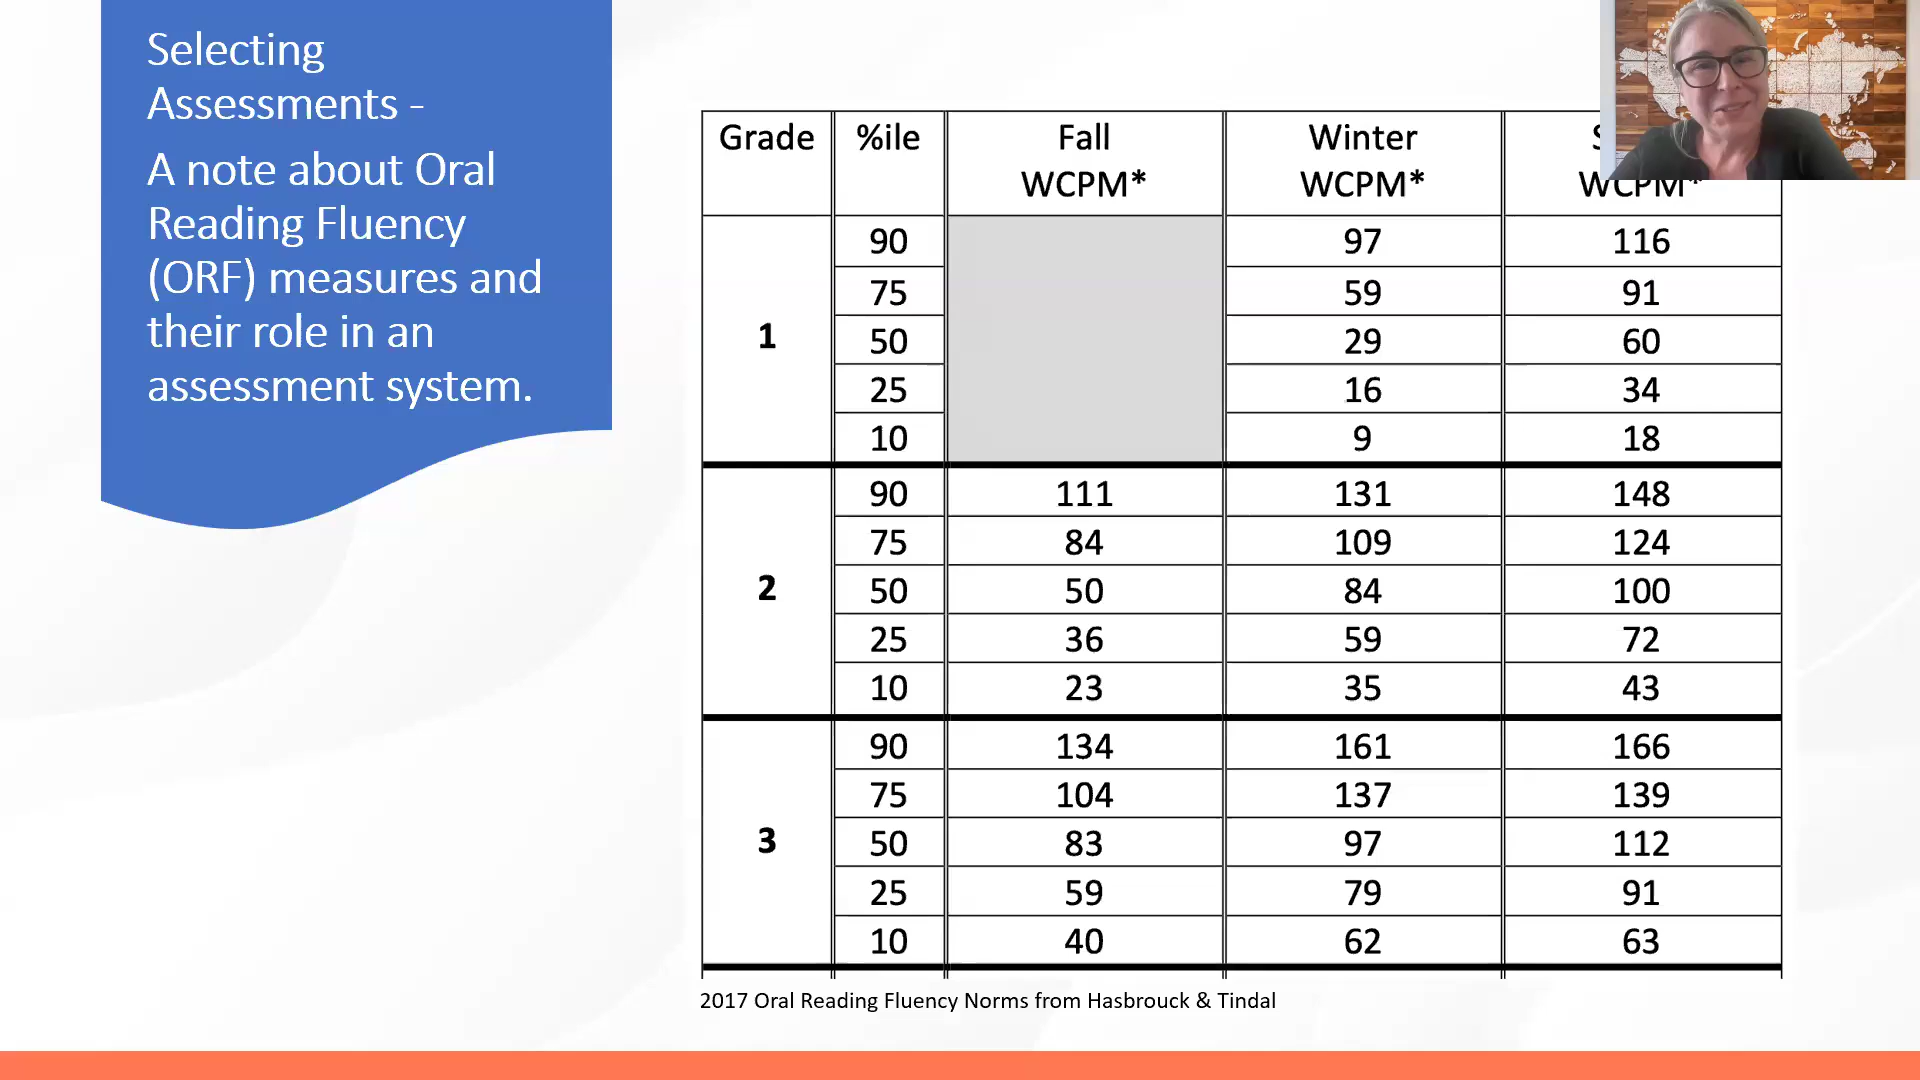 Selecting
Assessments -
A note about Oral
Reading Fluency
(ORF) measures and
their role in an
assessment system.
Grade %ile Fall Winter
WCPM* WCPM* WCPM*
90 97 116
75 59 91
1 50 29 60
25 16 34
10 9 18
90 111 131 148
75 84 109 124
2 50 50 84 100
25 36 59 72
10 23 35 43
90 134 161 166
75 104 137 139
3 50 83 97 112
25 59 79 91
10 40 62 63
2017 Oral Reading Fluency Norms from Hasbrouck & Tindal